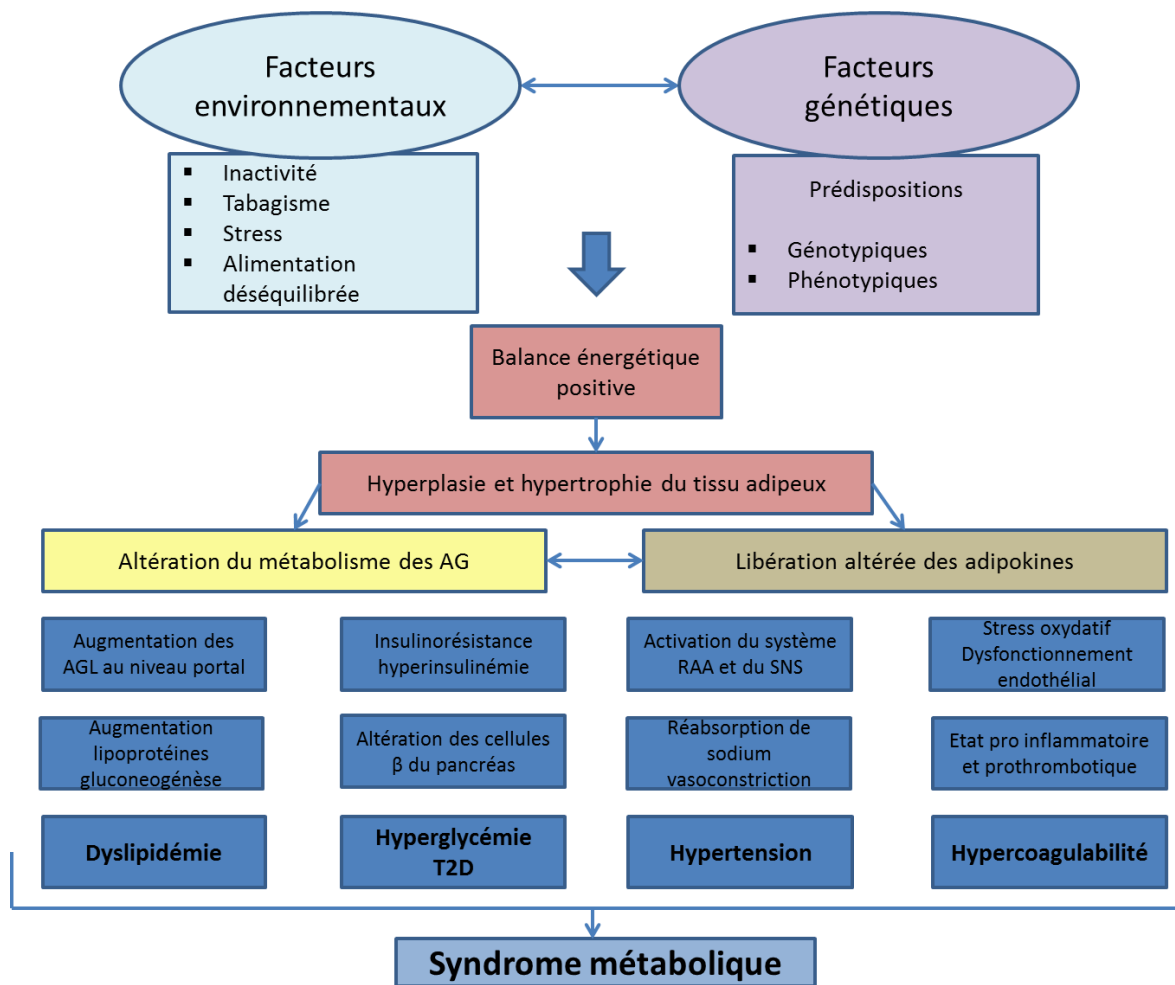 Facteurs
environnementaux
Facteurs
génétiques
▪ Inactivité
▪ Tabagisme
▪ Stress
▪ Alimentation
déséquilibrée
Prédispositions
▪ Génotypiques
▪ Phénotypiques
Balance énergétique
positive
Hyperplasie et hypertrophie du tissu adipeux
Altération du métabolisme des AG
Libération altérée des adipokines
Augmentation des
AGL au niveau portal
Insulinorésistance
hyperinsulinémie
Activation du système
RAA et du SNS
Stress oxydatif
Dysfonctionnement
endothélial
Augmentation
lipoprotéines
gluconeogénèse
Altération des cellules
β du pancréas
Réabsorption de
sodium
vasoconstriction
Etat pro inflammatoire
et prothrombotique
Dyslipidémie
Hyperglycémie
T2D
Hypertension
Hypercoagulabilité
Syndrome métabolique